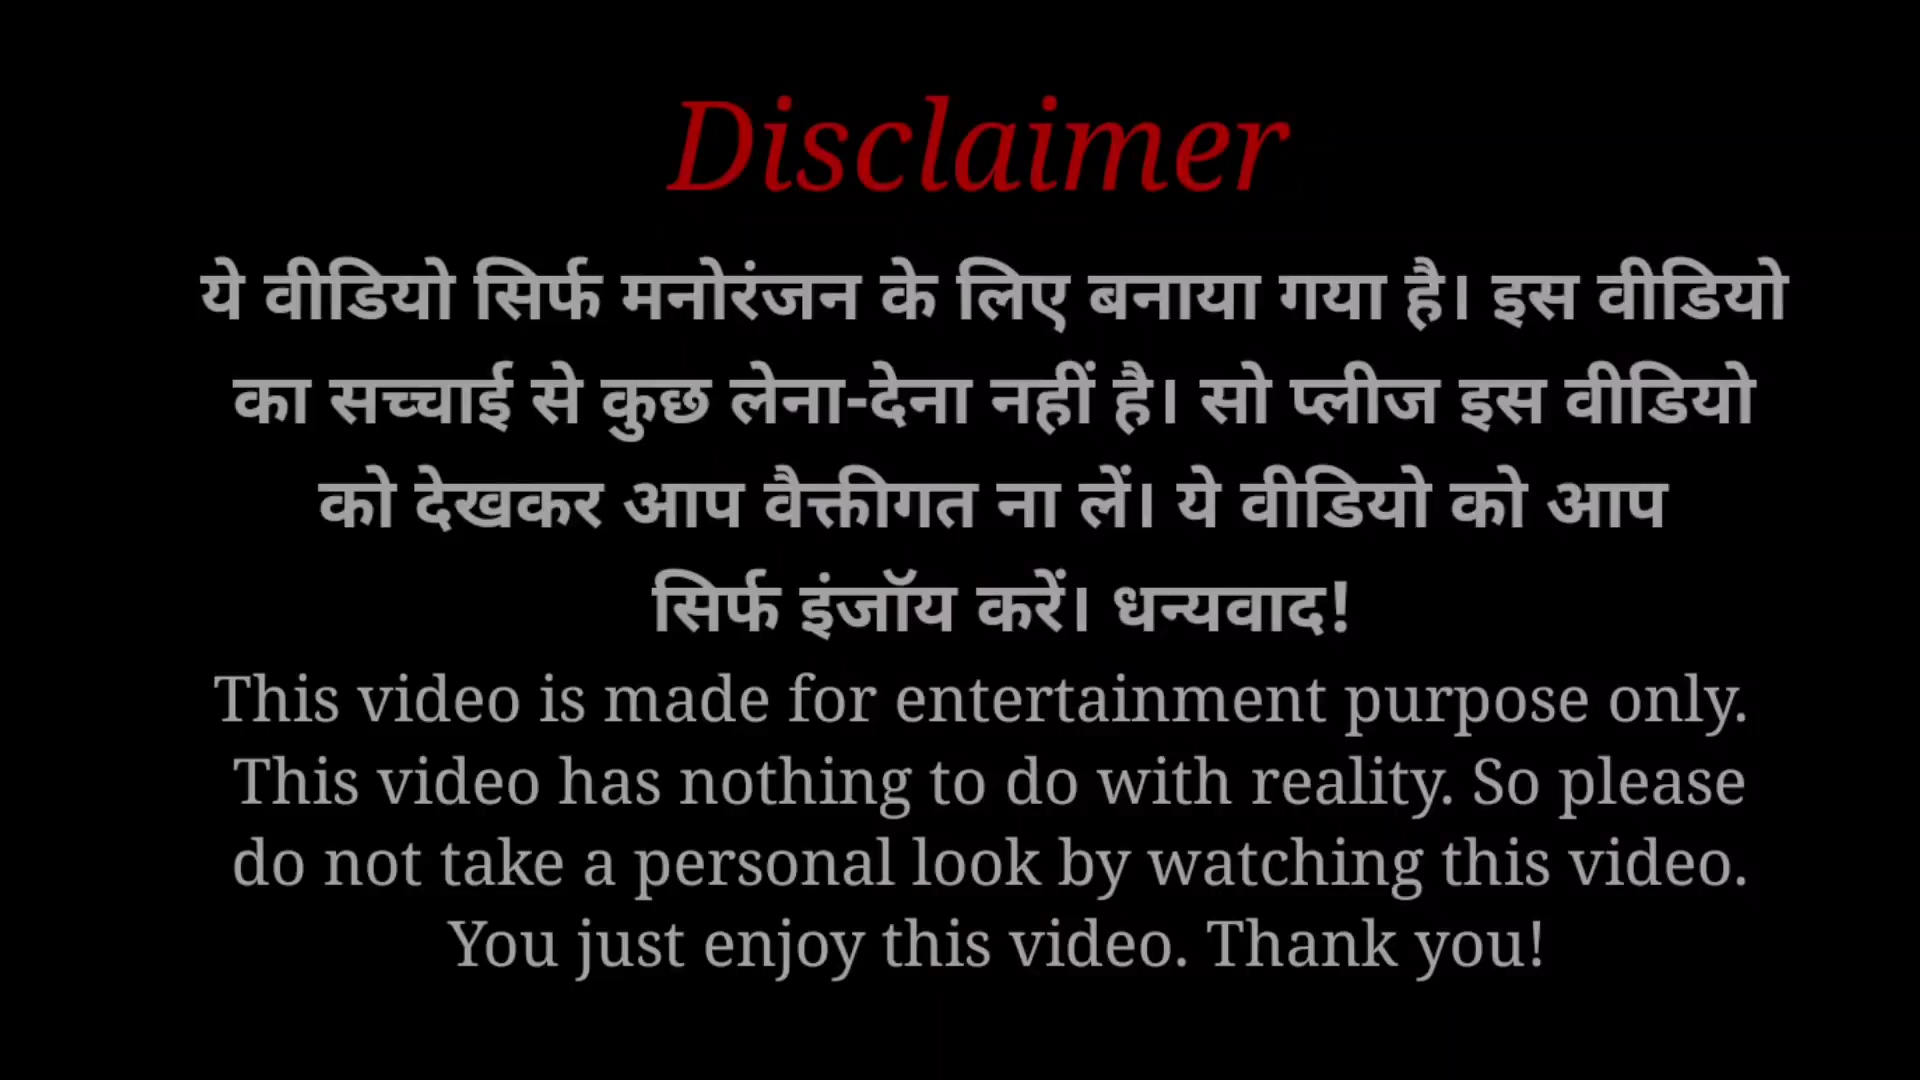 Disclaimer
ये वीडियो सिर्फ मनोरंजन के लिए बनाया गया है। इस वीडियो
का सच्चाई से कुछ लेना-देना नहीं है। सो प्लीज इस वीडियो
को देखकर आप वैक्तीगत ना लें। ये वीडियो को आप
सिर्फ इंजॉय करें। धन्यवाद!
This video is made for entertainment purpose only.
This video has nothing to do with reality. So please
do not take a personal look by watching this video.
You just enjoy this video. Thank you!